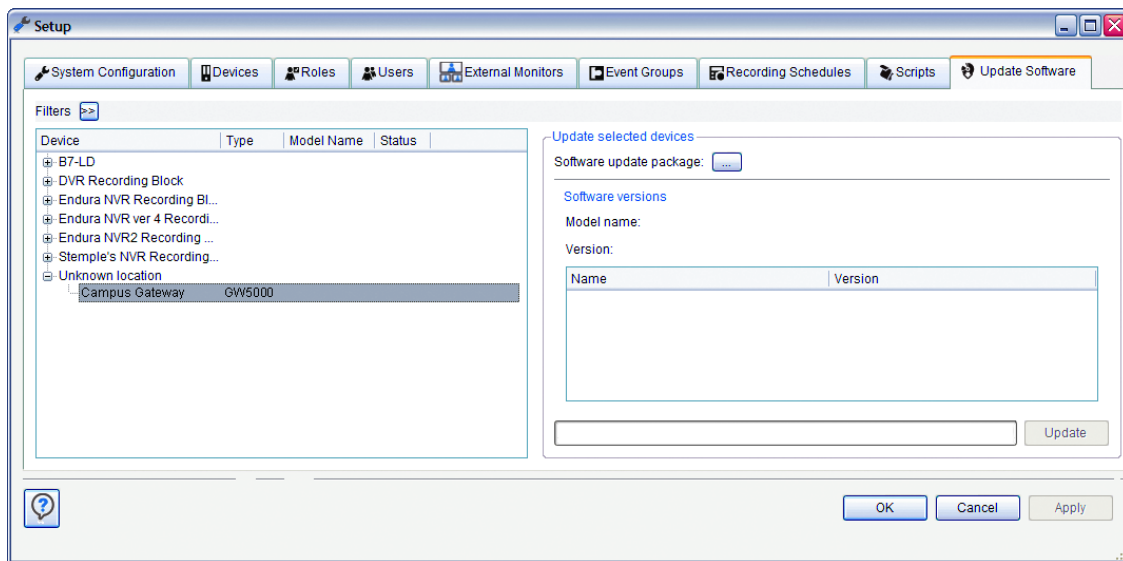 Setup
System Configuration Devices Roles Users External Monitors Event Groups Recording Schedules Scripts Update Software
Filters >>
Device Type Model Name Status
B7-LD
DVR Recording Block
Endura NVR Recording Bl...
Endura NVR ver 4 Recordi...
Endura NVR2 Recording ...
Stemple's NVR Recording...
Unknown location
Campus Gateway GW5000
Update selected devices
Software update package: ...
Software versions
Model name:
Version:
Name Version
Update
? OK Cancel Apply